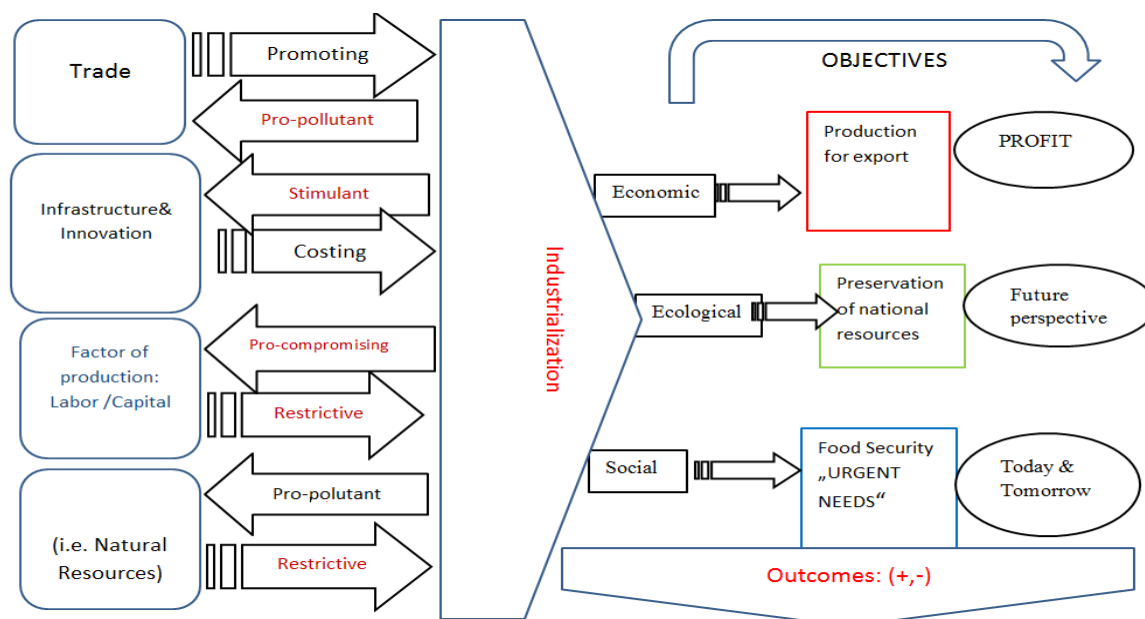 Trade
Promoting
Pro-pollutant
Infrastructure&
Innovation
Stimulant
Costing
Factor of
production:
Labor /Capital
Pro-compromising
Restrictive
(i.e. Natural
Resources)
Pro-polutant
Restrictive
Industrialization
OBJECTIVES
Economic
Production
for export
PROFIT
Ecological
Preservation
of national
resources
Future
perspective
Social
Food Security
„URGENT
NEEDS“
Today &
Tomorrow
Outcomes: (+,-)